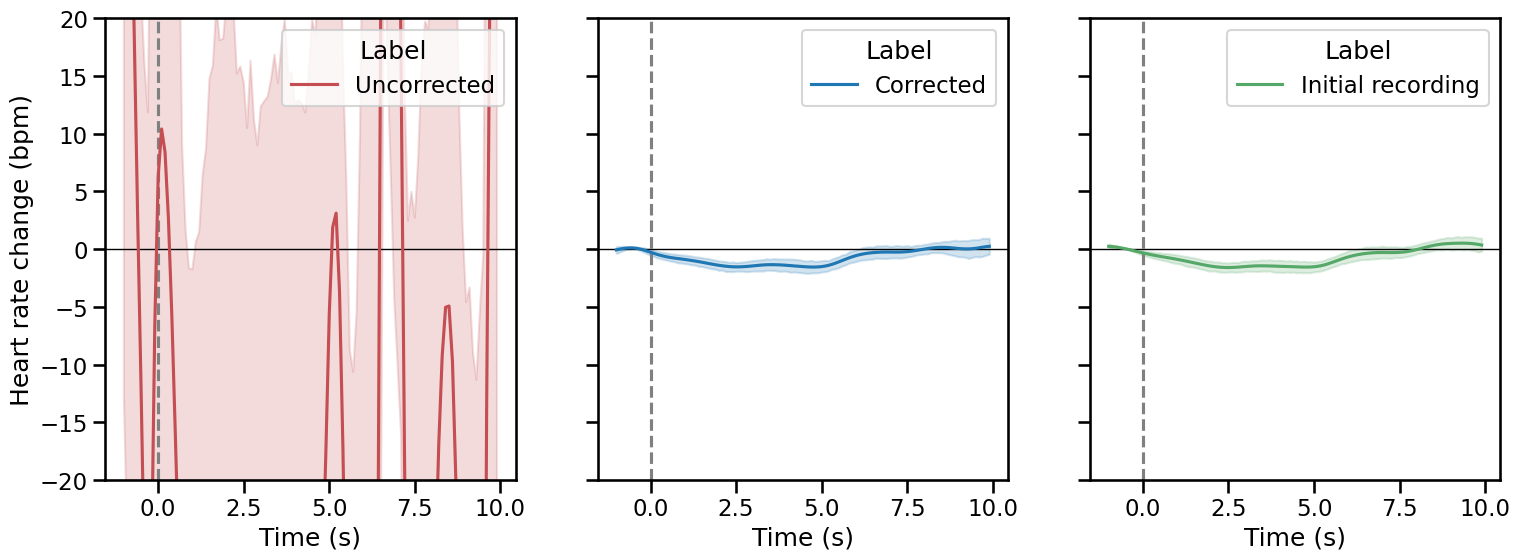 Heart rate change (bpm)
20
15
10
5
0
−5
−10
−15
−20
Label
Uncorrected
0.0 2.5 5.0 7.5 10.0
Time (s)
Label
Corrected
0.0 2.5 5.0 7.5 10.0
Time (s)
Label
Initial recording
0.0 2.5 5.0 7.5 10.0
Time (s)